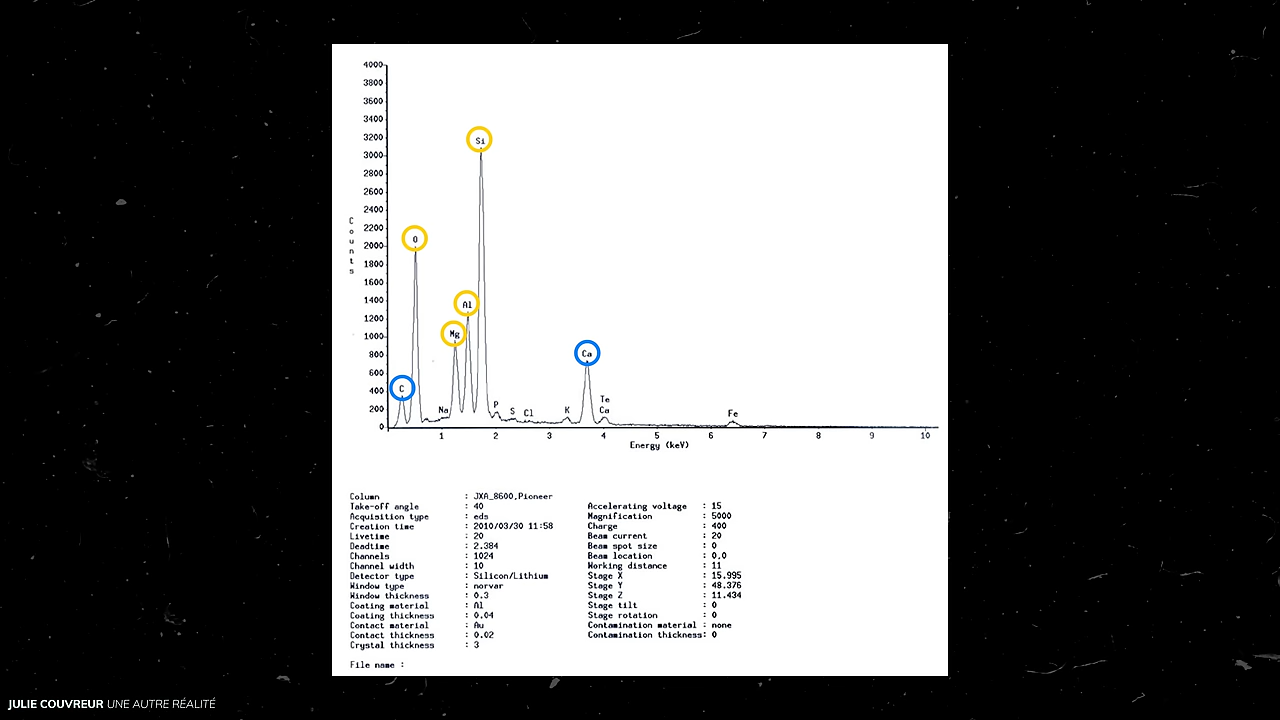 4000
3800
3600
3400
3200
3000
2800
2600
2400
2200
2000
1800
1600
1400
1200
1000
800
600
400
200
0
Counts
C
O
Na
Mg
Al
Si
P
S
Cl
K
Ca
Te
Ca
Fe
1 2 3 4 5 6 7 8 9 10
Energy (keV)
Column : JXA_8600,Pioneer
Take-off angle : 40
Acquisition type : eds
Creation time : 2010/03/30 11:58
Livetime : 20
Deadtime : 2.384
Channels : 1024
Channel width : 10
Detector type : Silicon/Lithium
Window type : norvar
Window thickness : 0.3
Coating material : Al
Coating thickness : 0.04
Contact material : Au
Contact thickness : 0.02
Crystal thickness : 3
Accelerating voltage : 15
Magnification : 5000
Charge : 400
Beam current : 20
Beam spot size : 0
Beam location : 0,0
Working distance : 11
Stage X : 15.995
Stage Y : 48.376
Stage Z : 11.434
Stage tilt : 0
Stage rotation : 0
Contamination material : none
Contamination thickness: 0
File name :
JULIE COUVREUR UNE AUTRE RÉALITÉ